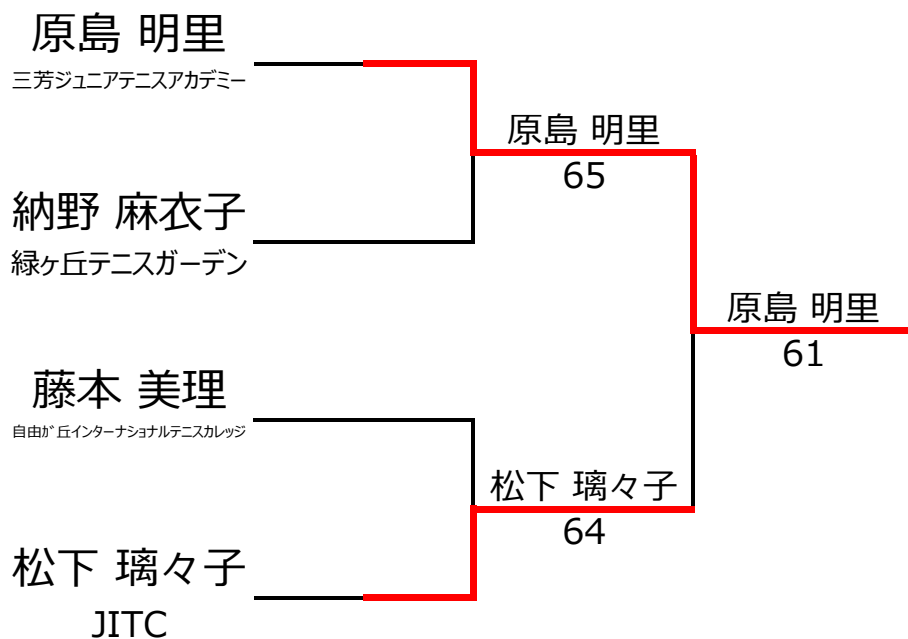 原島 明里
三芳ジュニアテニスアカデミー
原島 明里
65
納野 麻衣子
緑ヶ丘テニスガーデン
原島 明里
61
藤本 美理
自由が丘インターナショナルテニスカレッジ
松下 璃々子
64
松下 璃々子
JITC